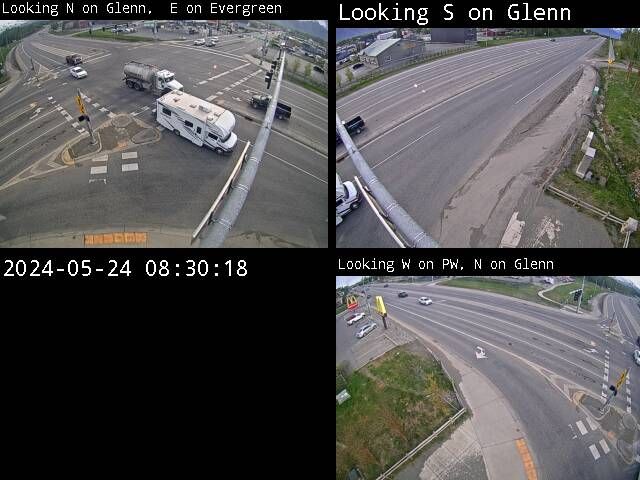 Looking N on Glenn,  E on Evergreen
Looking S on Glenn
2024-05-24 08:30:18
Looking W on PW, N on Glenn